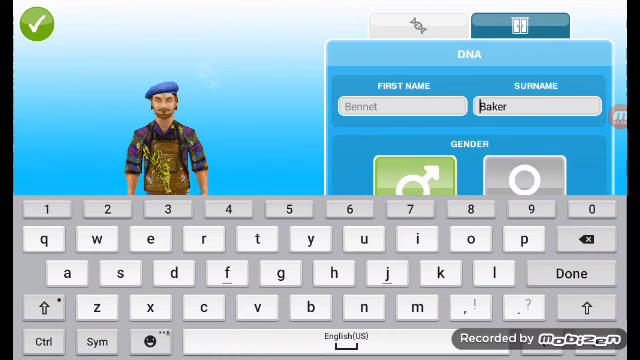 DNA
FIRST NAME SURNAME
Bennet Baker
GENDER
1 2 3 4 5 6 7 8 9 0
q w e r t y u i o p
a s d f g h j k l Done
z x c v b n m , ! . ?
Ctrl Sym English(US)
Recorded by MOBIZEN